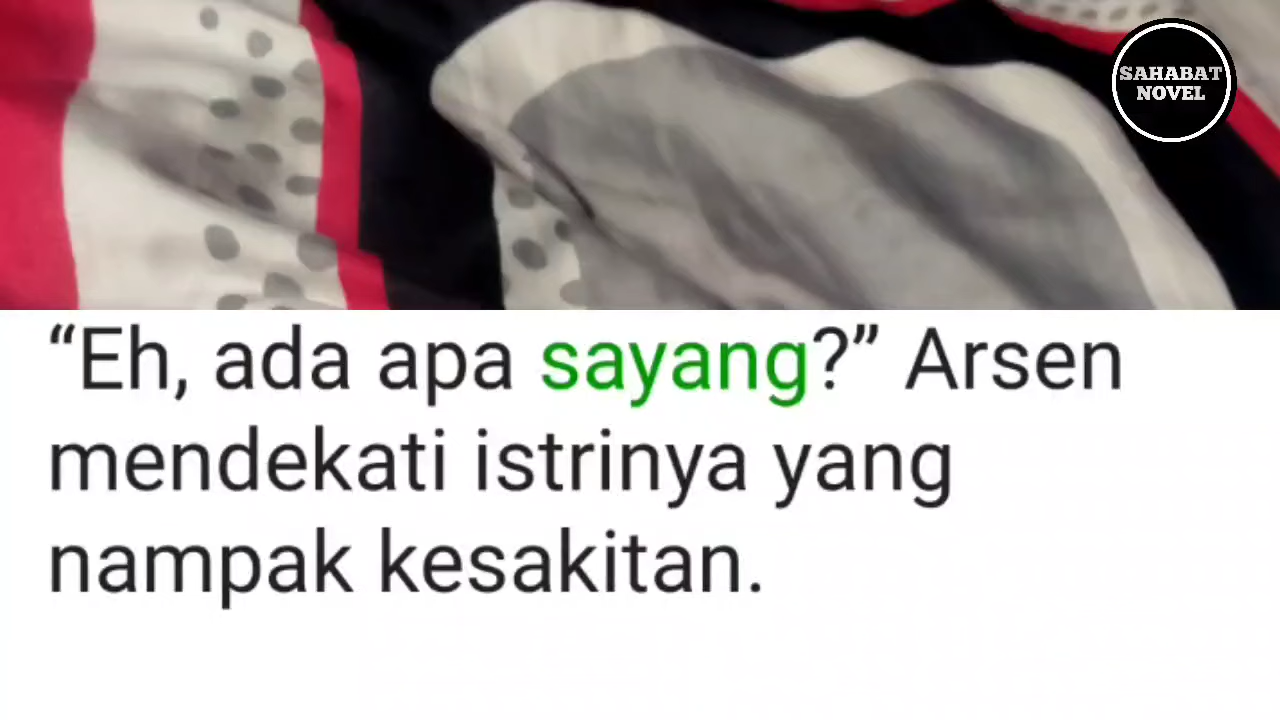 SAHABAT
NOVEL
“Eh, ada apa sayang?” Arsen
mendekati istrinya yang
nampak kesakitan.